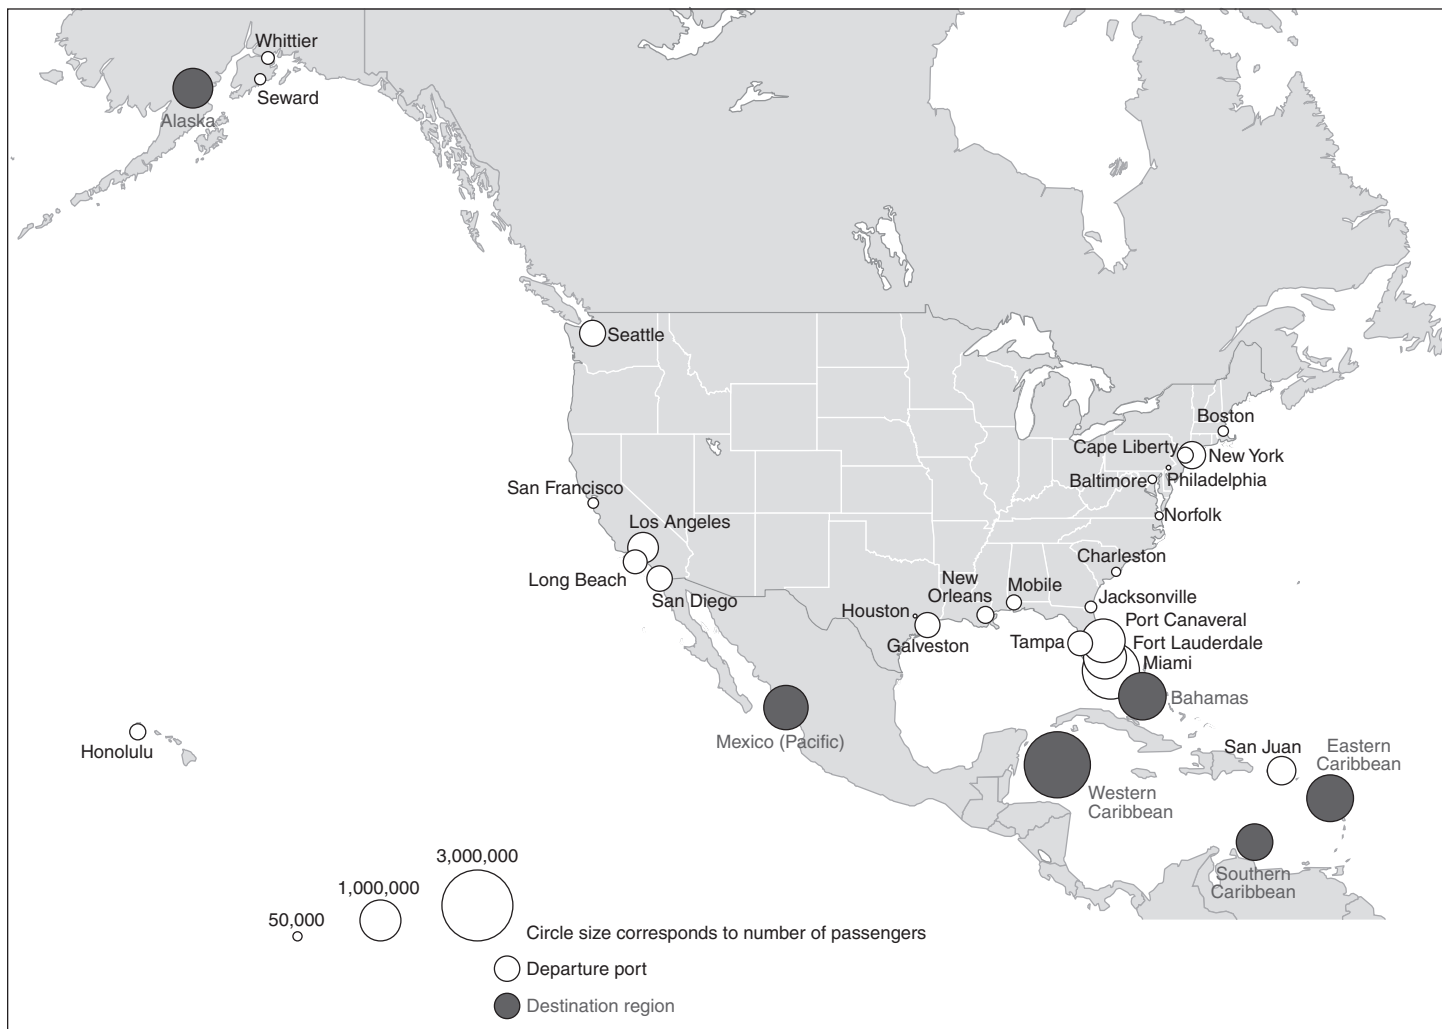 Whittier
Seward
Alaska
Seattle
Boston
Cape Liberty
New York
Philadelphia
Baltimore
San Francisco
Norfolk
Los Angeles
Charleston
Long Beach
New
Orleans
Mobile
San Diego
Jacksonville
Houston
Port Canaveral
Galveston
Tampa
Fort Lauderdale
Miami
Bahamas
Mexico (Pacific)
Honolulu
San Juan
Eastern
Caribbean
Western
Caribbean
Southern
Caribbean
3,000,000
1,000,000
50,000
Circle size corresponds to number of passengers
Departure port
Destination region